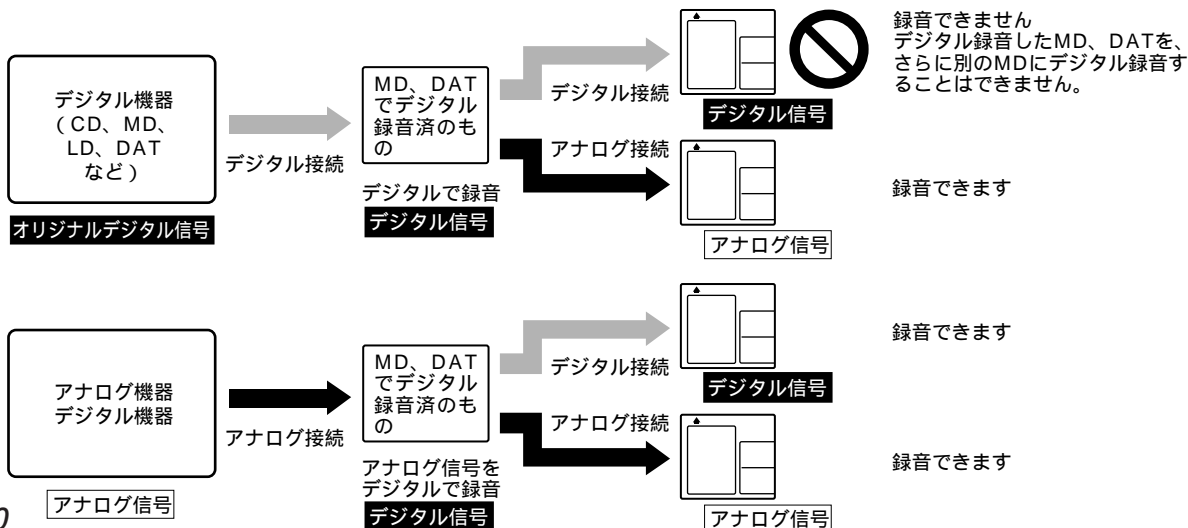 デジタル機器
(CD、MD、
LD、DAT
など)
オリジナルデジタル信号
デジタル接続
MD、DAT
でデジタル
録音済のも
の
デジタルで録音
デジタル信号
デジタル接続
デジタル信号
録音できません
デジタル録音したMD、DATを、
さらに別のMDにデジタル録音す
ることはできません。
アナログ接続
アナログ信号
録音できます
アナログ機器
デジタル機器
アナログ信号
アナログ接続
MD、DAT
でデジタル
録音済のも
の
アナログ信号を
デジタルで録音
デジタル信号
デジタル接続
デジタル信号
録音できます
アナログ接続
アナログ信号
録音できます